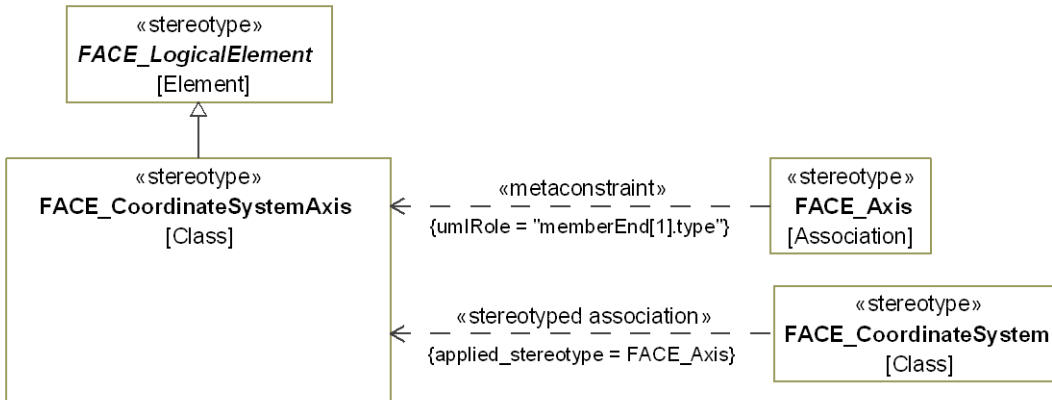 «stereotype»
FACE_LogicalElement
[Element]
«stereotype»
FACE_CoordinateSystemAxis
[Class]
«metaconstraint»
{umlRole = "memberEnd[1].type"}
«stereotype»
FACE_Axis
[Association]
«stereotyped association»
{applied_stereotype = FACE_Axis}
«stereotype»
FACE_CoordinateSystem
[Class]